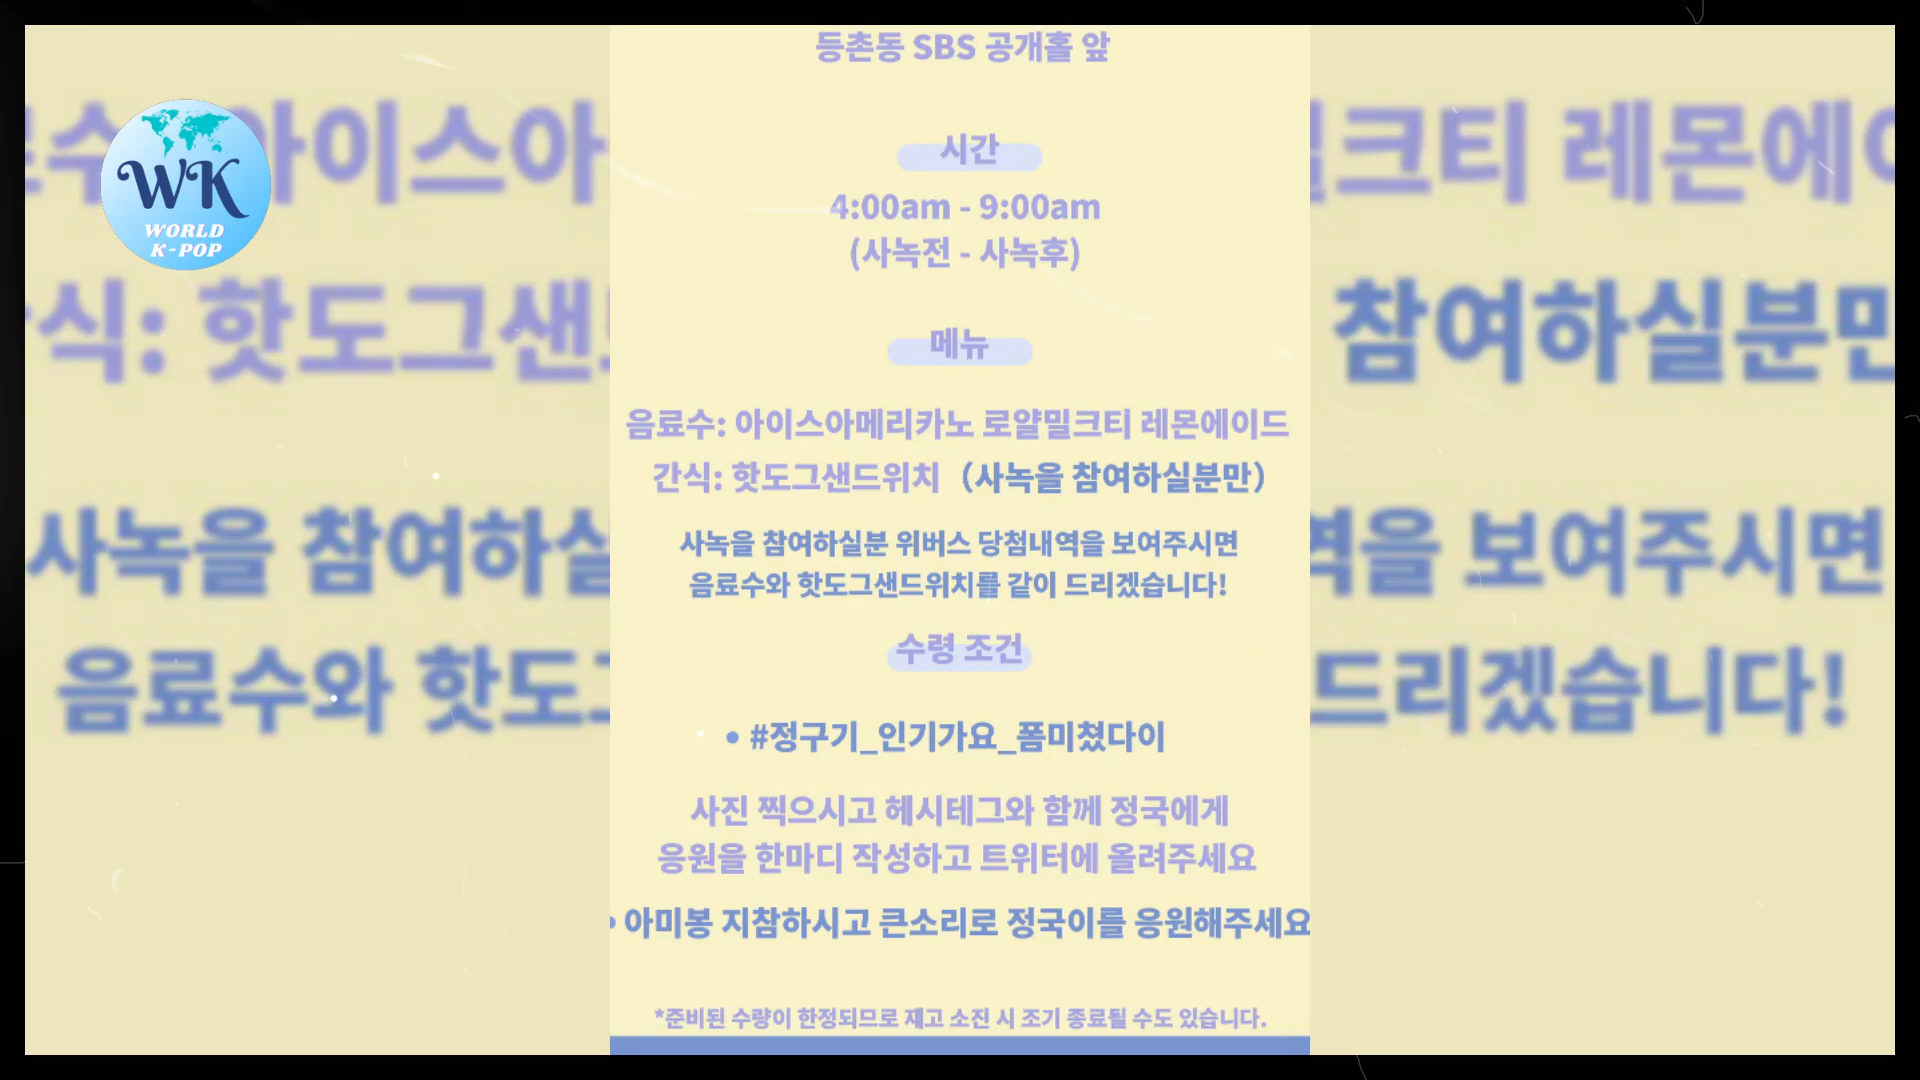 등촌동 SBS 공개홀 앞
WK
WORLD
K-POP
시간
4:00am - 9:00am
(사녹전 - 사녹후)
메뉴
음료수: 아이스아메리카노 로얄밀크티 레몬에이드
간식: 핫도그샌드위치 (사녹을 참여하실분만)
사녹을 참여하실분 위버스 당첨내역을 보여주시면
음료수와 핫도그샌드위치를 같이 드리겠습니다!
수령 조건
• #정구기_인기가요_폼미쳤다이
사진 찍으시고 헤시테그와 함께 정국에게
응원을 한마디 작성하고 트위터에 올려주세요
• 아미봉 지참하시고 큰소리로 정국이를 응원해주세요
*준비된 수량이 한정되므로 재고 소진 시 조기 종료될 수도 있습니다.